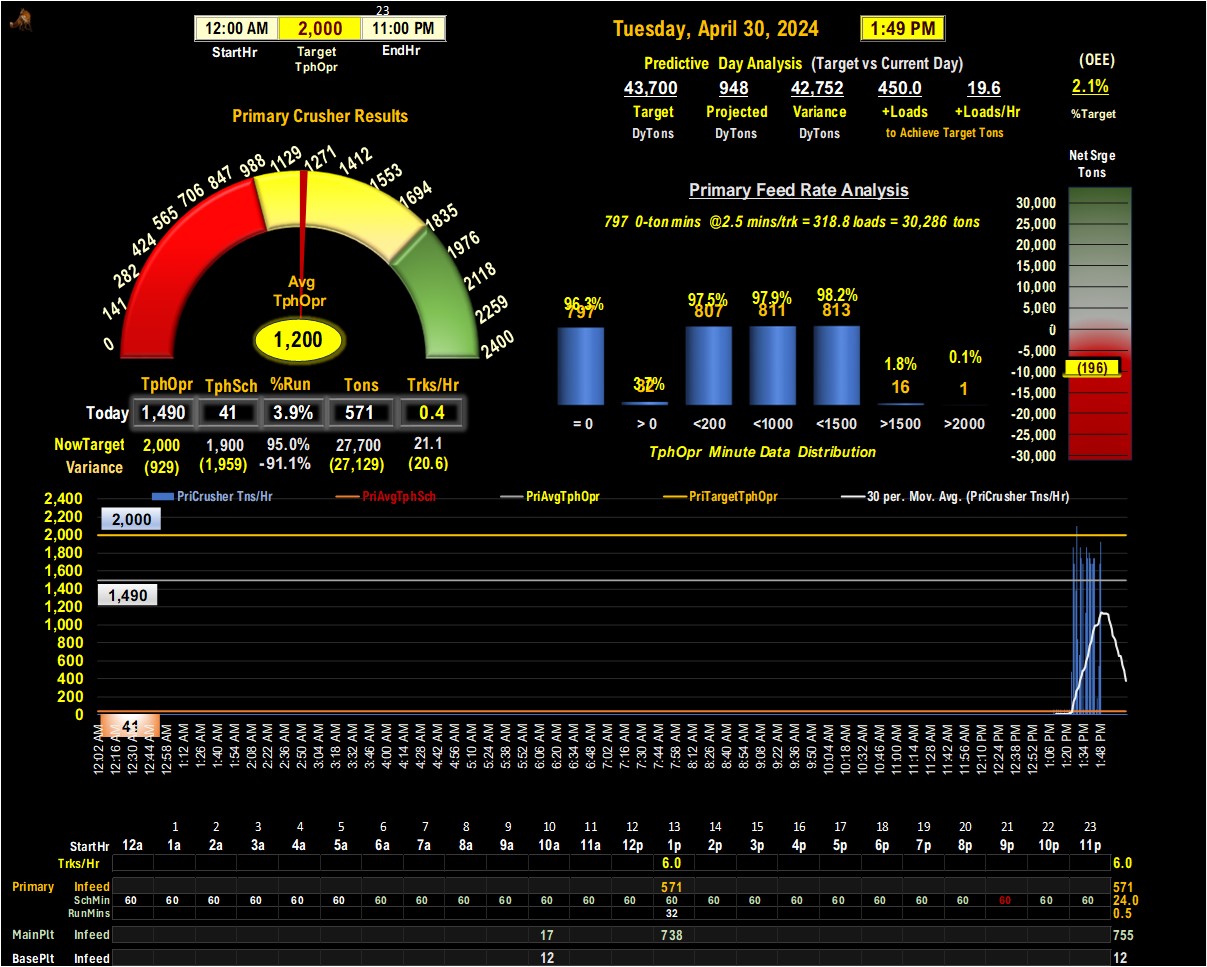 23
12:00 AM 2,000 11:00 PM
StartHr Target TphOpr EndHr
Tuesday, April 30, 2024 1:49 PM
Predictive Day Analysis (Target vs Current Day)
43,700 948 42,752 450.0 19.6
Target Projected Variance +Loads +Loads/Hr
DyTons DyTons DyTons to Achieve Target Tons
(OEE)
2.1%
%Target
Primary Crusher Results
0 141 282 424 565 706 847 988 1129 1271 1412 1553 1694 1835 1976 2118 2259 2400
Avg
TphOpr
1,200
TphOpr TphSch %Run Tons Trks/Hr
Today 1,490 41 3.9% 571 0.4
NowTarget 2,000 1,900 95.0% 27,700 21.1
Variance (929) (1,959) -91.1% (27,129) (20.6)
Primary Feed Rate Analysis
797 0-ton mins @2.5 mins/trk = 318.8 loads = 30,286 tons
96.3% 3.7% 97.5% 97.9% 98.2% 1.8% 0.1%
797 32 807 811 813 16 1
= 0 > 0 <200 <1000 <1500 >1500 >2000
TphOpr Minute Data Distribution
Net Srge
Tons
30,000
25,000
20,000
15,000
10,000
5,000
0
-5,000
-10,000
(196)
-15,000
-20,000
-25,000
-30,000
PriCrusher Tns/Hr PriAvgTphSch PriAvgTphOpr PriTargetTphOpr 30 per. Mov. Avg. (PriCrusher Tns/Hr)
2,400
2,200
2,000
1,800
1,600
1,400
1,200
1,000
800
600
400
200
0
2,000
1,490
41
12:02 AM 12:16 AM 12:30 AM 12:44 AM 12:58 AM 1:12 AM 1:26 AM 1:40 AM 1:54 AM 2:08 AM 2:22 AM 2:36 AM 2:50 AM 3:04 AM 3:18 AM 3:32 AM 3:46 AM 4:00 AM 4:14 AM 4:28 AM 4:42 AM 4:56 AM 5:10 AM 5:24 AM 5:38 AM 5:52 AM 6:06 AM 6:20 AM 6:34 AM 6:48 AM 7:02 AM 7:16 AM 7:30 AM 7:44 AM 7:58 AM 8:12 AM 8:26 AM 8:40 AM 8:54 AM 9:08 AM 9:22 AM 9:36 AM 9:50 AM 10:04 AM 10:18 AM 10:32 AM 10:46 AM 11:00 AM 11:14 AM 11:28 AM 11:42 AM 11:56 AM 12:10 PM 12:24 PM 12:38 PM 12:52 PM 1:06 PM 1:20 PM 1:34 PM 1:48 PM
1 2 3 4 5 6 7 8 9 10 11 12 13 14 15 16 17 18 19 20 21 22 23
StartHr 12a 1a 2a 3a 4a 5a 6a 7a 8a 9a 10a 11a 12p 1p 2p 3p 4p 5p 6p 7p 8p 9p 10p 11p
Trks/Hr 6.0 6.0
Primary Infeed 571 571
SchMin 60 60 60 60 60 60 60 60 60 60 60 60 60 60 60 60 60 60 60 60 60 60 60 60 24.0
RunMins 32 0.5
MainPlt Infeed 17 738 755
BasePlt Infeed 12 12